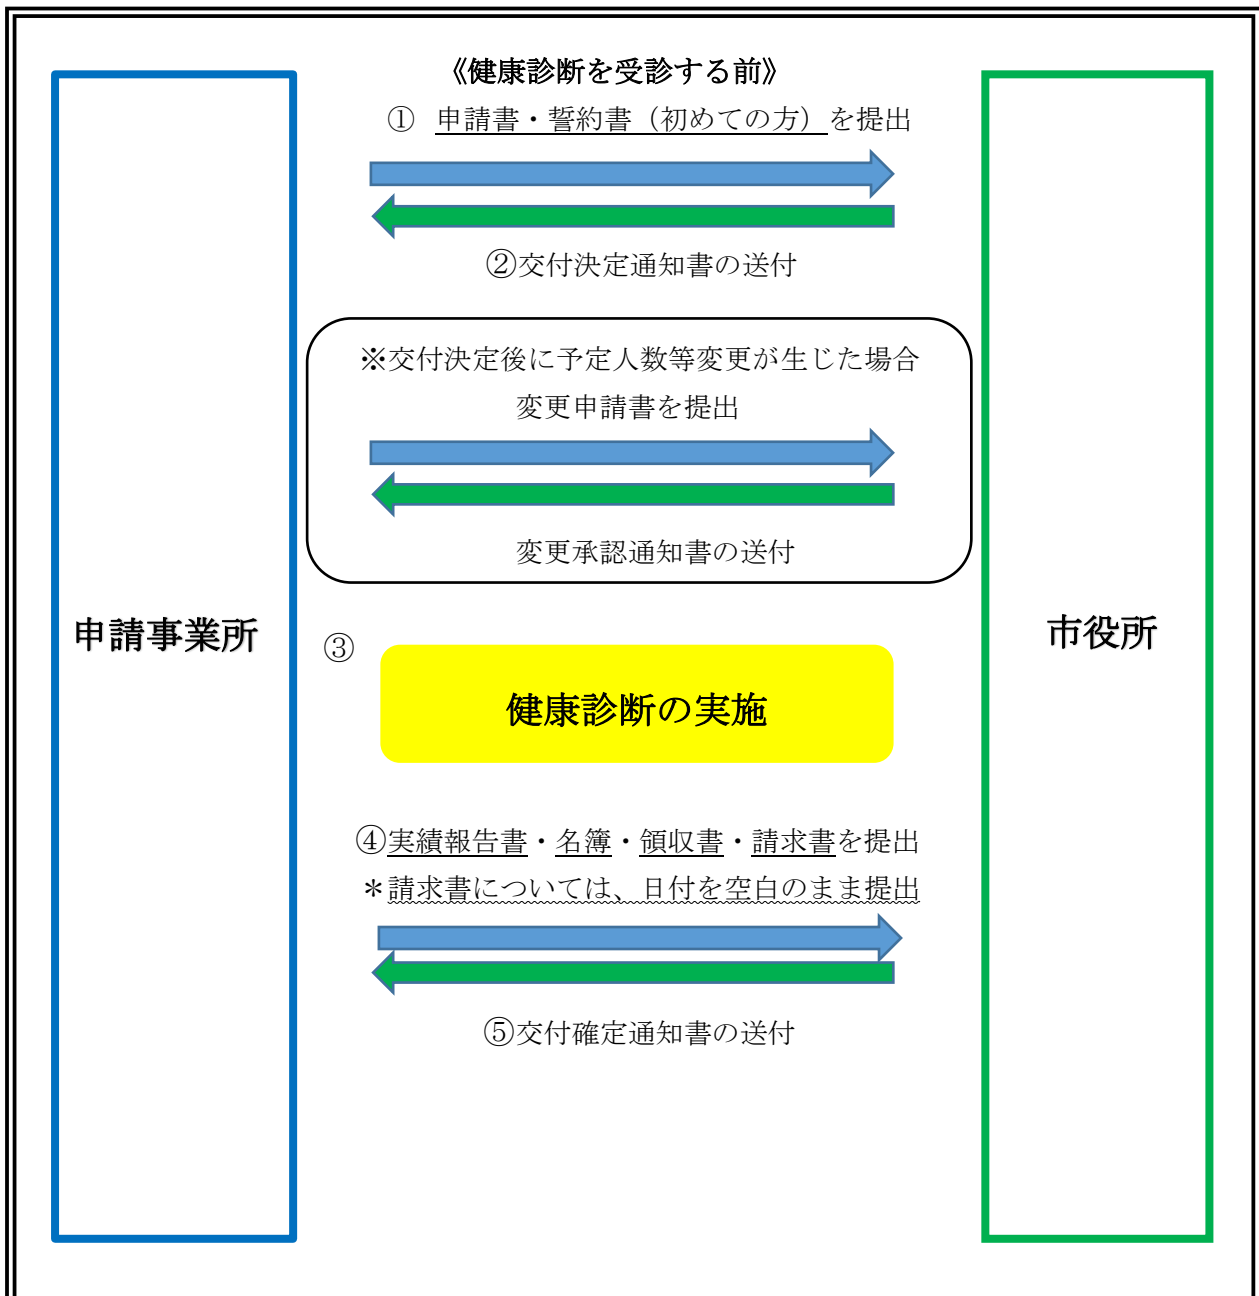 《健康診断を受診する前》
① 申請書・誓約書（初めての方）を提出
②交付決定通知書の送付
※交付決定後に予定人数等変更が生じた場合
変更申請書を提出
変更承認通知書の送付
申請事業所
市役所
③
健康診断の実施
④実績報告書・名簿・領収書・請求書を提出
＊請求書については、日付を空白のまま提出
⑤交付確定通知書の送付